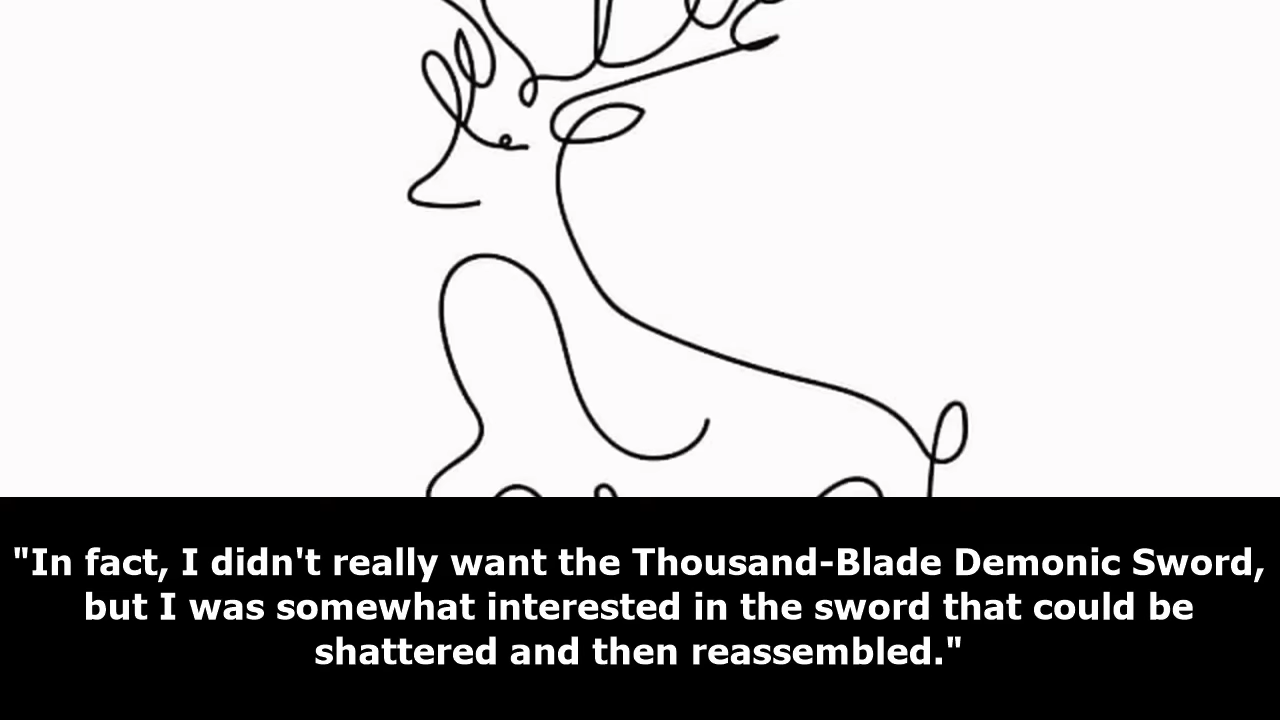 "In fact, I didn't really want the Thousand-Blade Demonic Sword,
but I was somewhat interested in the sword that could be
shattered and then reassembled."